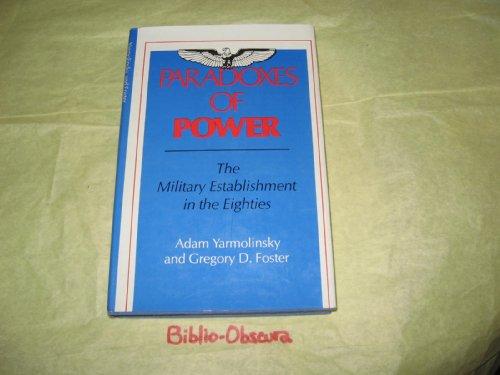 PARADOXES
OF
POWER
The
Military Establishment
in the Eighties
Adam Yarmolinsky
and Gregory D. Foster
Biblio-Obscura